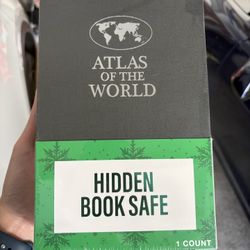 ATLAS
OF THE
WORLD
HIDDEN
BOOK SAFE
1 COUNT